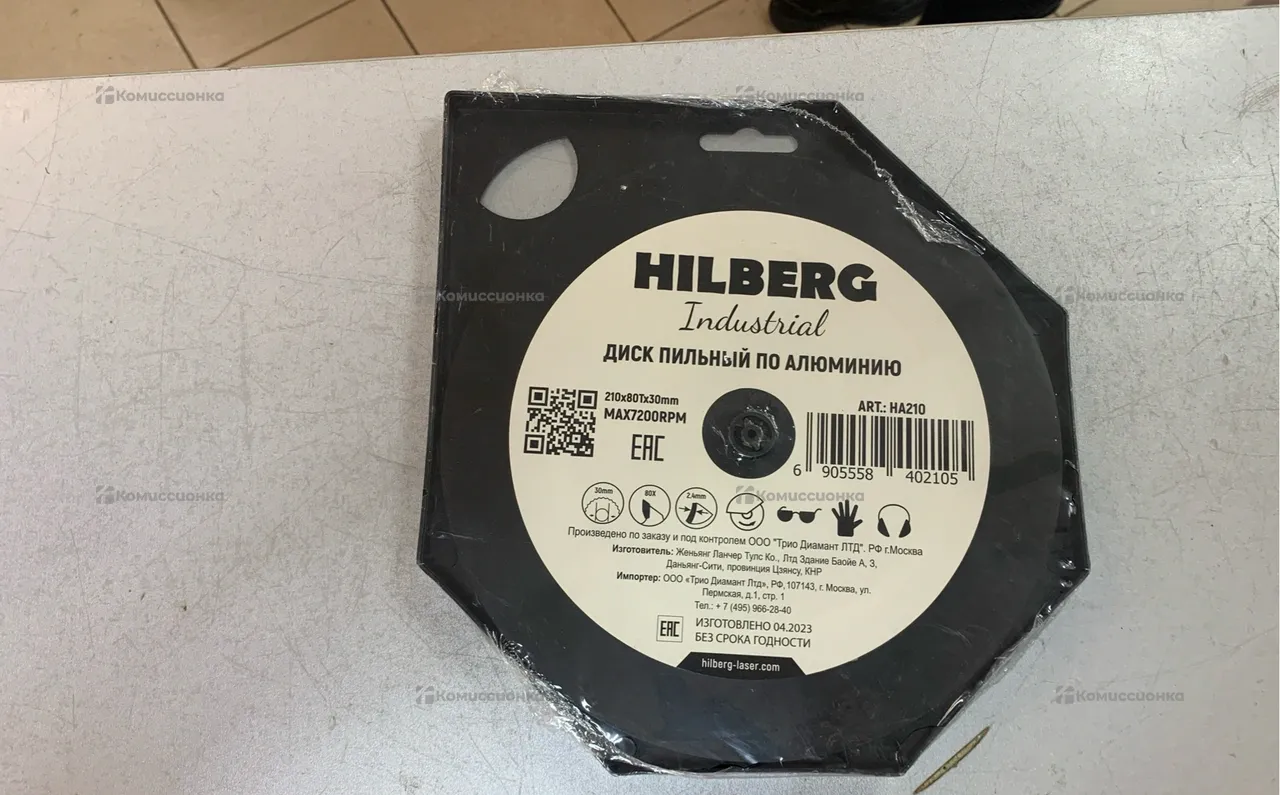 Комиссионка
Комиссионка
HILBERG
Industrial
ДИСК ПИЛЬНЫЙ ПО АЛЮМИНИЮ
210x80Tx30mm
MAX7200RPM
EAC
ART.: HA210
6 905558 402105
30mm
80X
2,4mm
Произведено по заказу и под контролем ООО "Трио Диамант ЛТД". РФ г.Москва
Изготовитель: Женьянг Ланчер Тулс Ко., Лтд Здание Баойе А, 3,
Даньянг-Сити, провинция Цзянсу, КНР
Импортер: ООО «Трио Диамант Лтд», РФ, 107143, г. Москва, ул.
Пермская, д.1, стр. 1
Тел.: + 7 (495) 966-28-40
EAC
ИЗГОТОВЛЕНО 04.2023
БЕЗ СРОКА ГОДНОСТИ
hilberg-laser.com
Комиссионка
Комиссионка
Комиссионка
Комиссионка
Комиссионка
Комиссионка